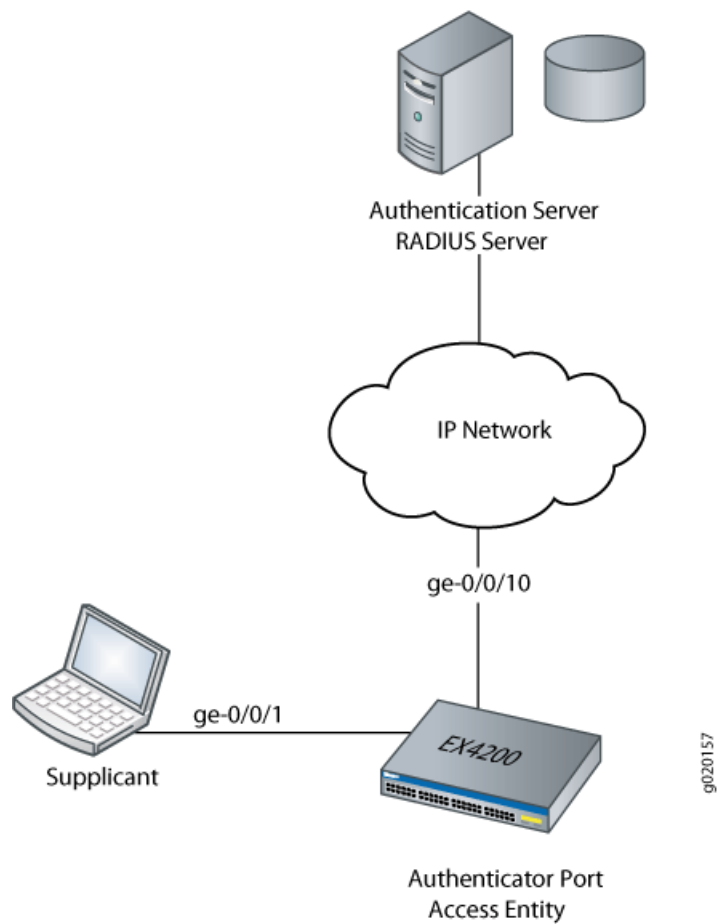 Authentication Server
RADIUS Server
IP Network
ge-0/0/10
ge-0/0/1
EX4200
Supplicant
g020157
Authenticator Port
Access Entity